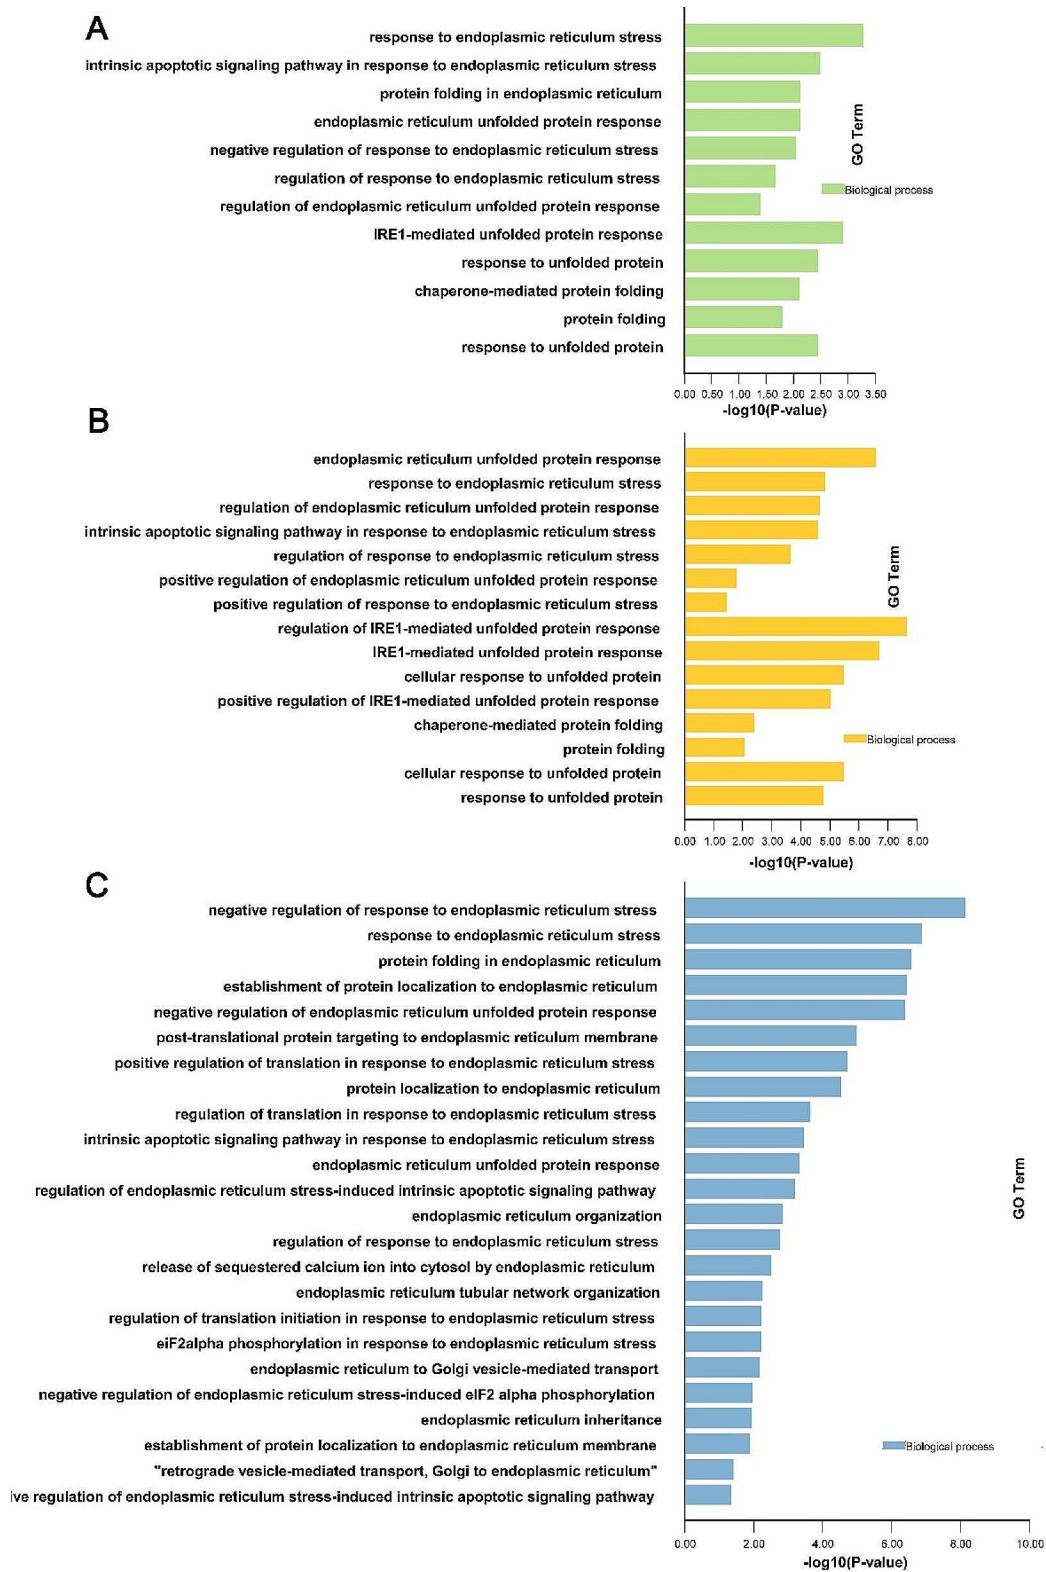 A
response to endoplasmic reticulum stress
intrinsic apoptotic signaling pathway in response to endoplasmic reticulum stress
protein folding in endoplasmic reticulum
endoplasmic reticulum unfolded protein response
negative regulation of response to endoplasmic reticulum stress
regulation of response to endoplasmic reticulum stress
regulation of endoplasmic reticulum unfolded protein response
IRE1-mediated unfolded protein response
response to unfolded protein
chaperone-mediated protein folding
protein folding
response to unfolded protein
GO Term
Biological process
0.00 0.50 1.00 1.50 2.00 2.50 3.00 3.50
-log10(P-value)
B
endoplasmic reticulum unfolded protein response
response to endoplasmic reticulum stress
regulation of endoplasmic reticulum unfolded protein response
intrinsic apoptotic signaling pathway in response to endoplasmic reticulum stress
regulation of response to endoplasmic reticulum stress
positive regulation of endoplasmic reticulum unfolded protein response
positive regulation of response to endoplasmic reticulum stress
regulation of IRE1-mediated unfolded protein response
IRE1-mediated unfolded protein response
cellular response to unfolded protein
positive regulation of IRE1-mediated unfolded protein response
chaperone-mediated protein folding
protein folding
cellular response to unfolded protein
response to unfolded protein
GO Term
Biological process
0.00 1.00 2.00 3.00 4.00 5.00 6.00 7.00 8.00
-log10(P-value)
C
negative regulation of response to endoplasmic reticulum stress
response to endoplasmic reticulum stress
protein folding in endoplasmic reticulum
establishment of protein localization to endoplasmic reticulum
negative regulation of endoplasmic reticulum unfolded protein response
post-translational protein targeting to endoplasmic reticulum membrane
positive regulation of translation in response to endoplasmic reticulum stress
protein localization to endoplasmic reticulum
regulation of translation in response to endoplasmic reticulum stress
intrinsic apoptotic signaling pathway in response to endoplasmic reticulum stress
endoplasmic reticulum unfolded protein response
regulation of endoplasmic reticulum stress-induced intrinsic apoptotic signaling pathway
endoplasmic reticulum organization
regulation of response to endoplasmic reticulum stress
release of sequestered calcium ion into cytosol by endoplasmic reticulum
endoplasmic reticulum tubular network organization
regulation of translation initiation in response to endoplasmic reticulum stress
eiF2alpha phosphorylation in response to endoplasmic reticulum stress
endoplasmic reticulum to Golgi vesicle-mediated transport
negative regulation of endoplasmic reticulum stress-induced eIF2 alpha phosphorylation
endoplasmic reticulum inheritance
establishment of protein localization to endoplasmic reticulum membrane
"retrograde vesicle-mediated transport, Golgi to endoplasmic reticulum"
ive regulation of endoplasmic reticulum stress-induced intrinsic apoptotic signaling pathway
GO Term
Biological process
0.00 2.00 4.00 6.00 8.00 10.00
-log10(P-value)